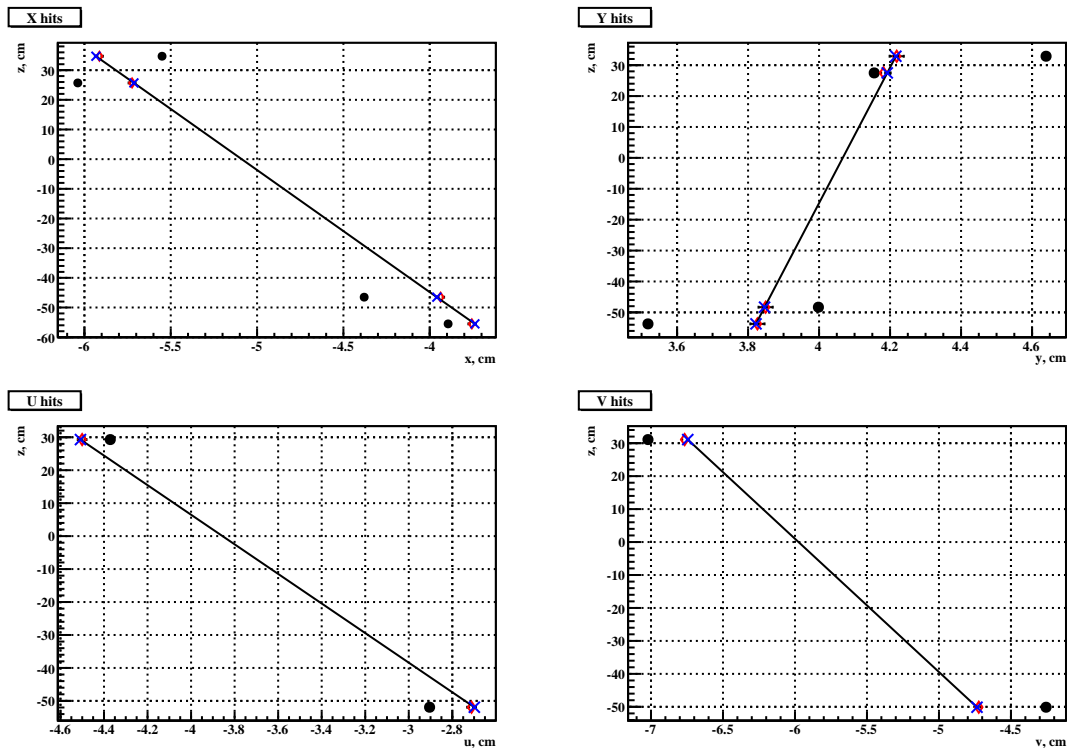 X hits
z, cm
30
20
10
0
-10
-20
-30
-40
-50
-60
-6 -5.5 -5 -4.5 -4
x, cm
Y hits
z, cm
30
20
10
0
-10
-20
-30
-40
-50
3.6 3.8 4 4.2 4.4 4.6
y, cm
U hits
z, cm
30
20
10
0
-10
-20
-30
-40
-50
-4.6 -4.4 -4.2 -4 -3.8 -3.6 -3.4 -3.2 -3 -2.8
u, cm
V hits
z, cm
30
20
10
0
-10
-20
-30
-40
-50
-7 -6.5 -6 -5.5 -5 -4.5
v, cm